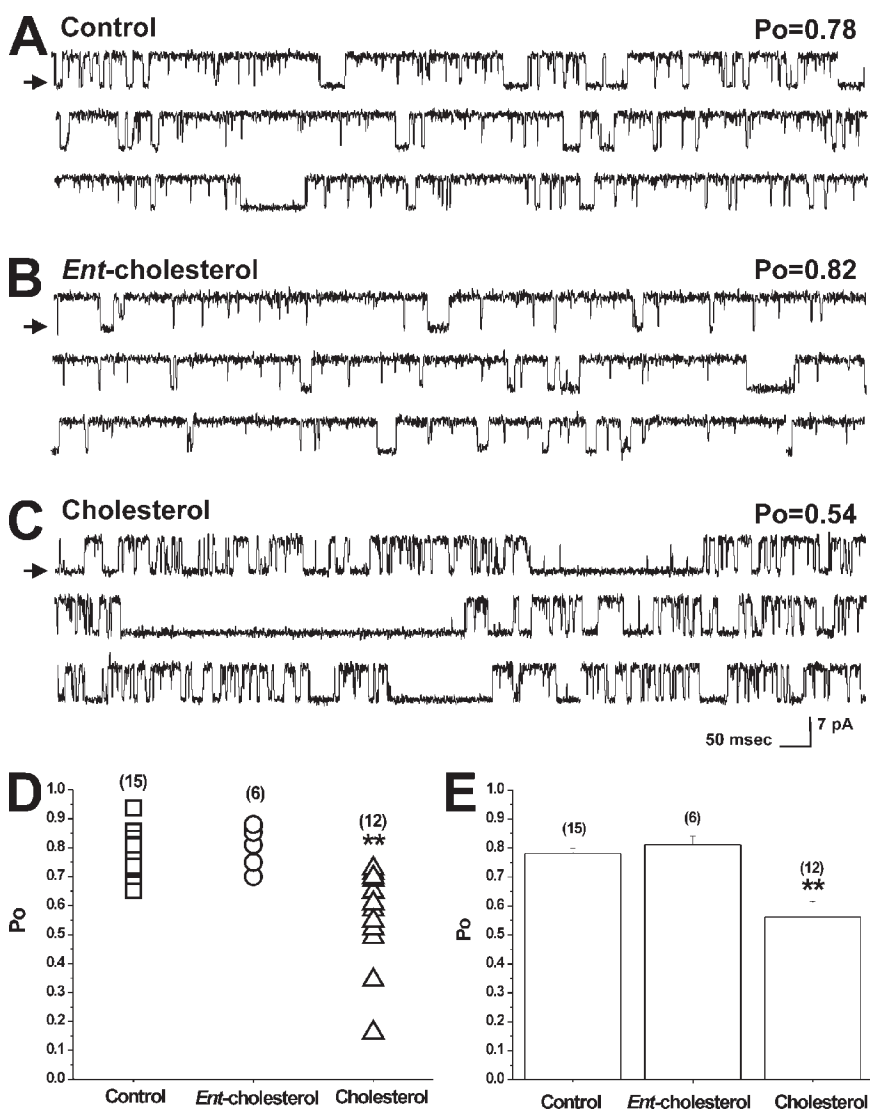 A Control Po=0.78
B Ent-cholesterol Po=0.82
C Cholesterol Po=0.54
7 pA
50 msec
D
(15)
(6)
(12)
**
1.0
0.9
0.8
0.7
0.6
0.5
0.4
0.3
0.2
0.1
0.0
Po
Control Ent-cholesterol Cholesterol
E
(15)
(6)
(12)
**
1.0
0.9
0.8
0.7
0.6
0.5
0.4
0.3
0.2
0.1
0.0
Po
Control Ent-cholesterol Cholesterol